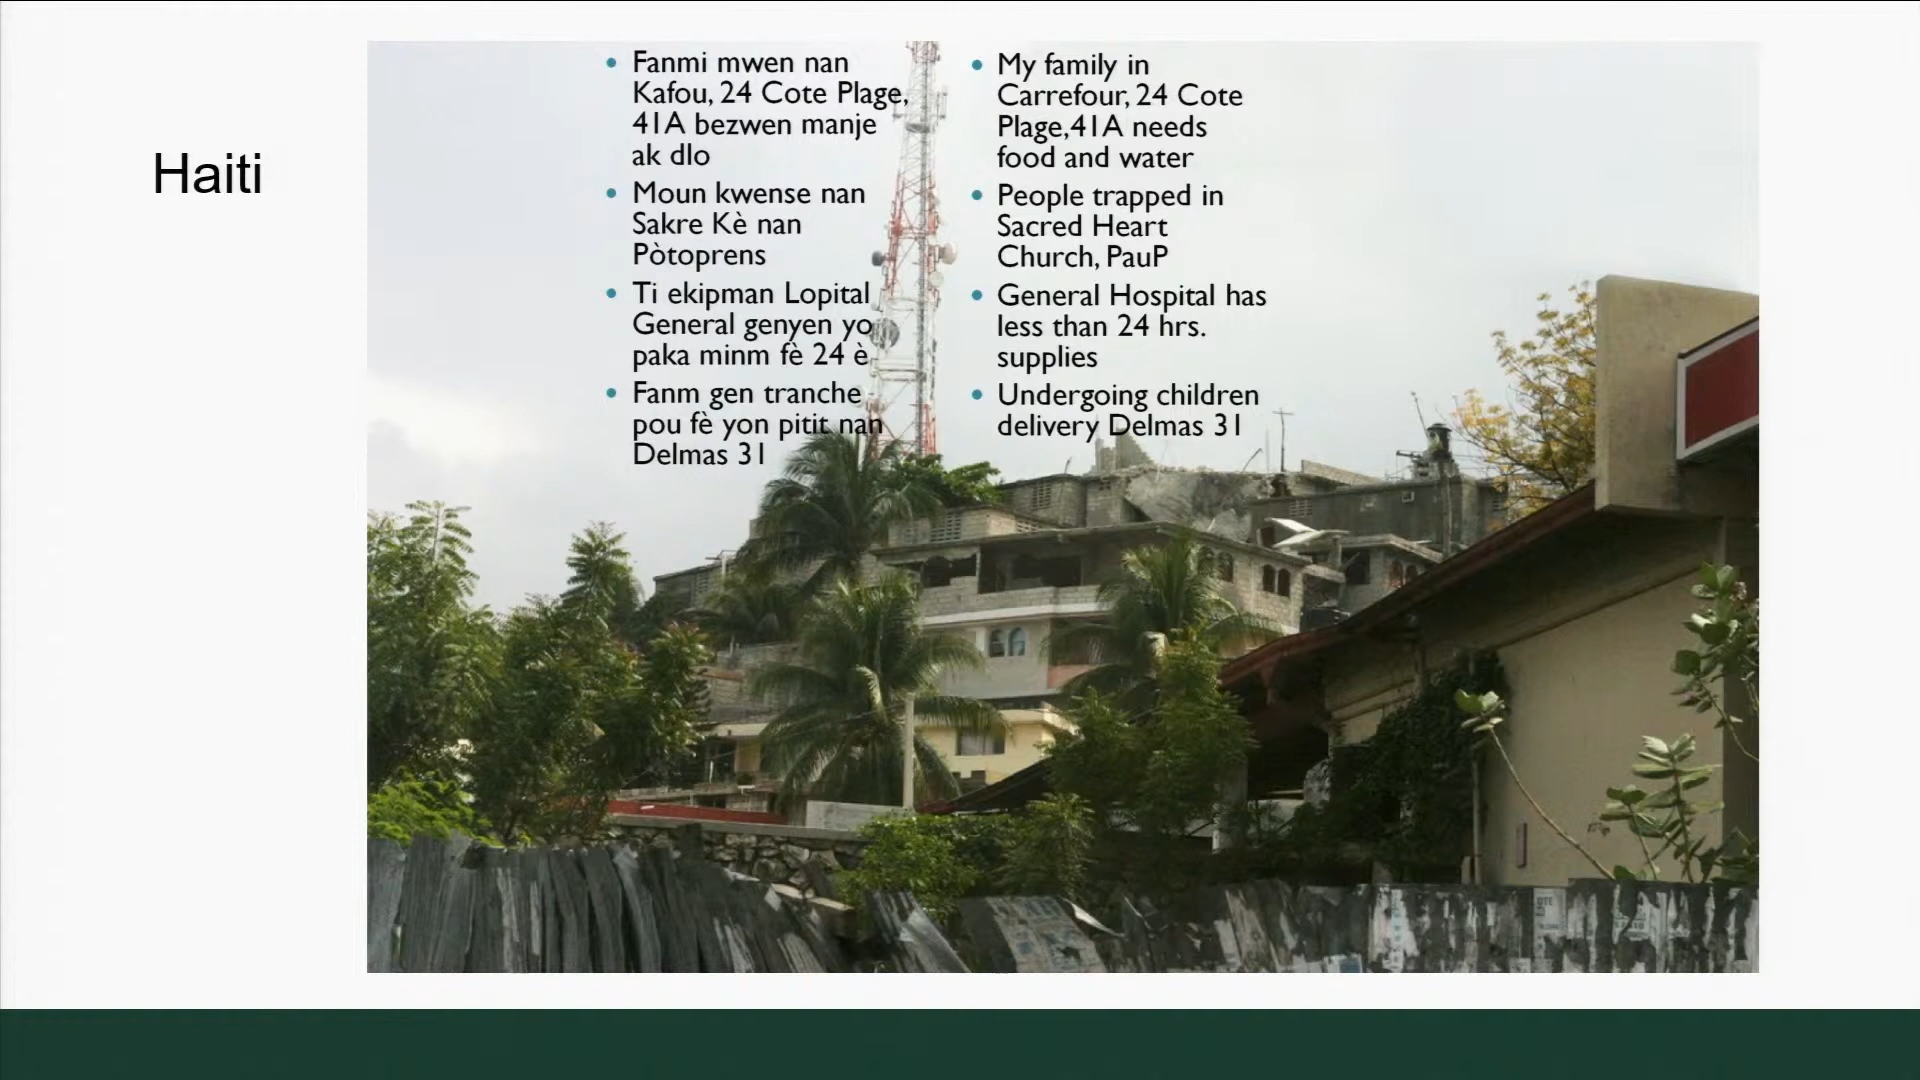 Haiti
• Fanmi mwen nan
Kafou, 24 Cote Plage,
41A bezwen manje
ak dlo
• Moun kwense nan
Sakre Kè nan
Pòtoprens
• Ti ekipman Lopital
General genyen yo
paka minm fè 24 è
• Fanm gen tranche
pou fè yon pitit nan
Delmas 31
• My family in
Carrefour, 24 Cote
Plage,41A needs
food and water
• People trapped in
Sacred Heart
Church, PauP
• General Hospital has
less than 24 hrs.
supplies
• Undergoing children
delivery Delmas 31